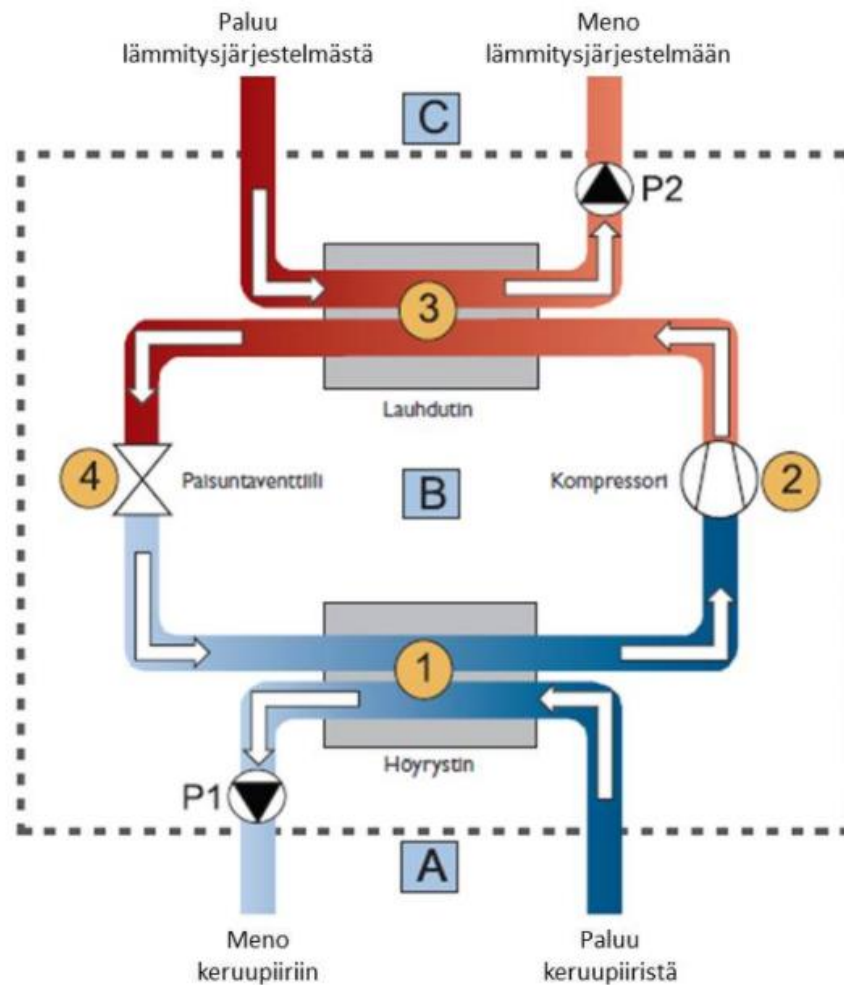 Paluu
lämmitysjärjestelmästä
Meno
lämmitysjärjestelmään
C
P2
3
Lauhdutin
4
Paisuntaventtiili
B
Kompressori
2
1
Höyrystin
P1
A
Meno
keruupiiriin
Paluu
keruupiiristä